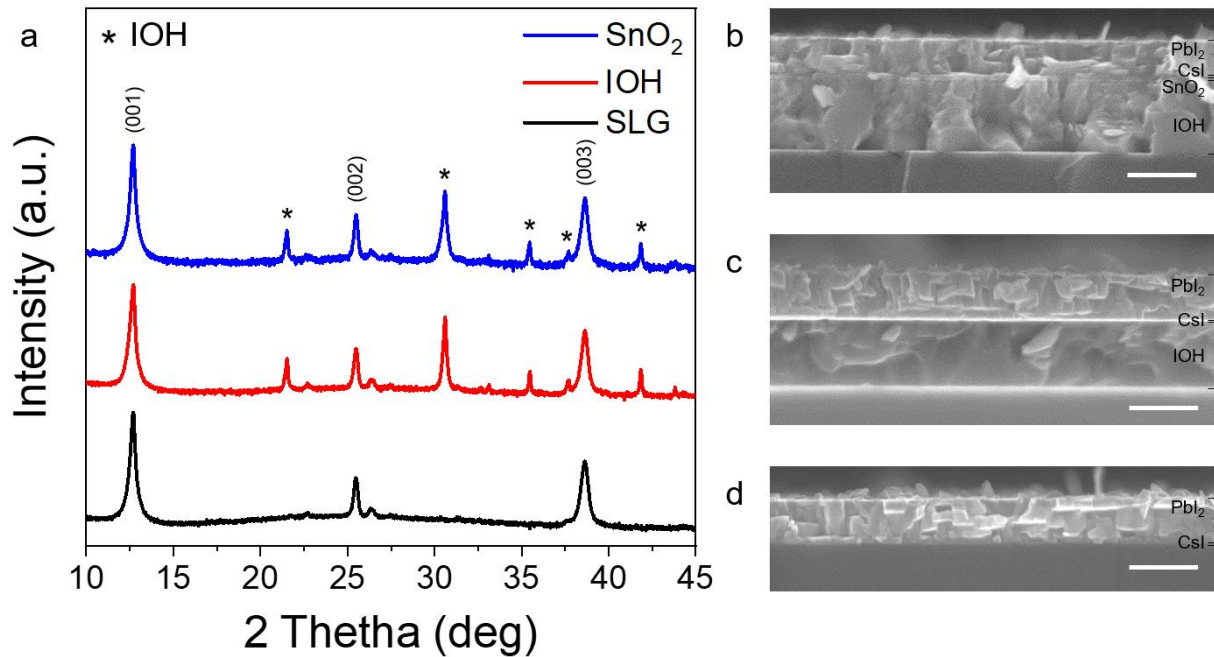 a
* IOH
SnO₂
IOH
SLG
(001)
(002)
(003)
*
*
*
*
*
Intensity (a.u.)
10 15 20 25 30 35 40 45
2 Thetha (deg)
b
PbI₂
CsI
SnO₂
IOH
c
PbI₂
CsI
IOH
d
PbI₂
CsI